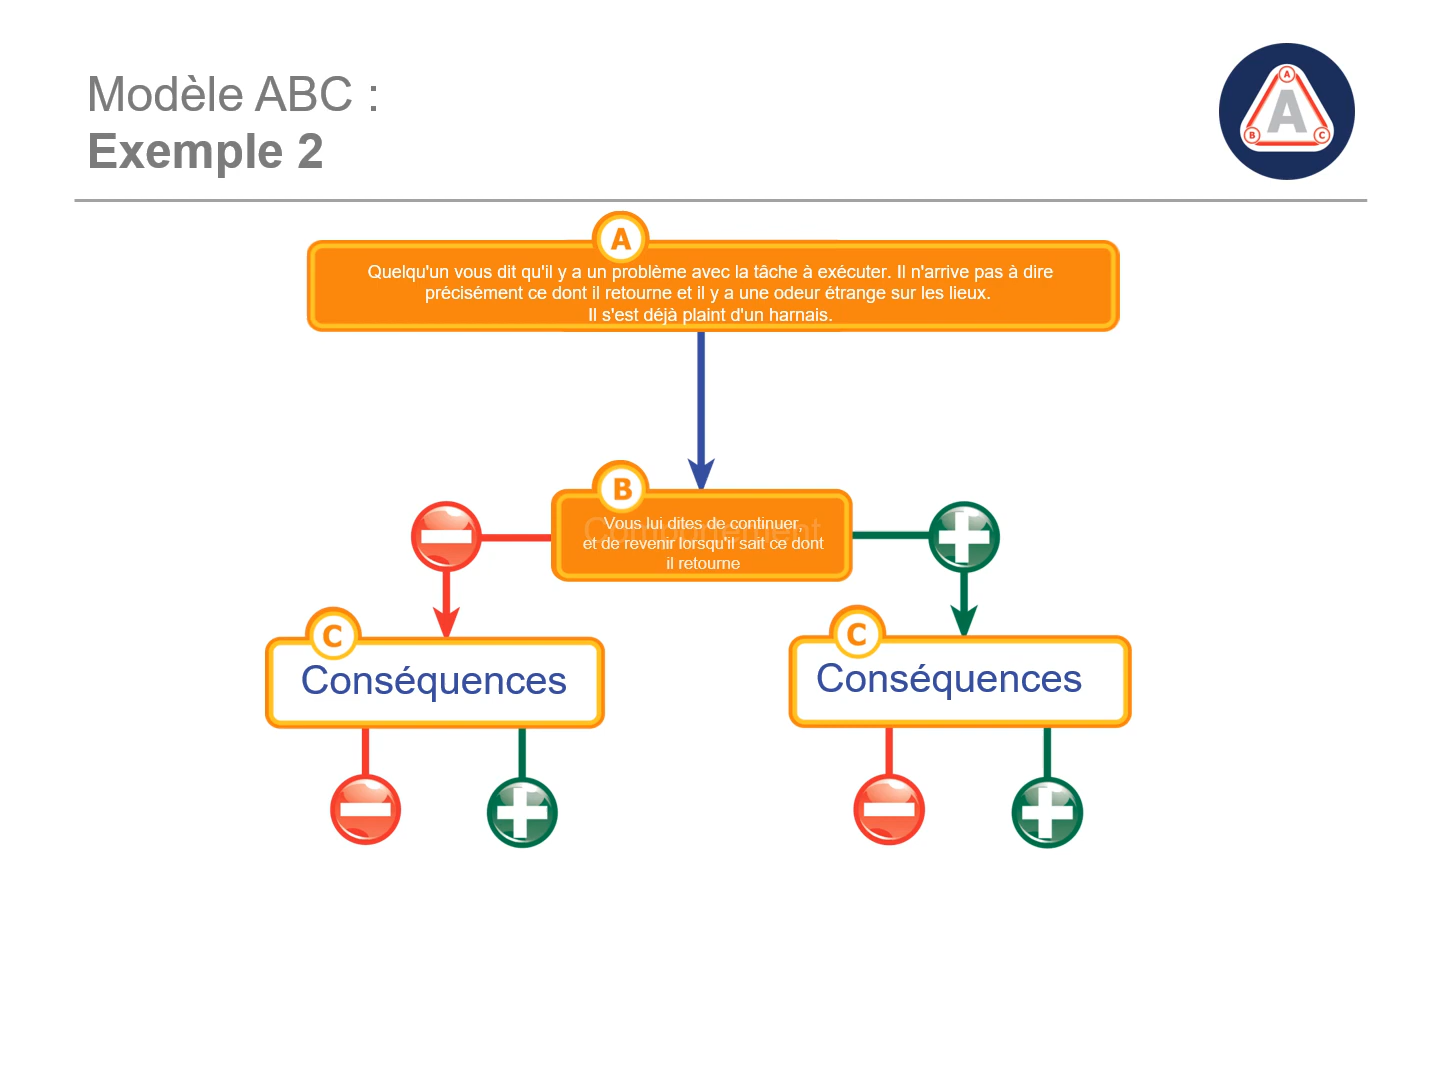 Modèle ABC :
Exemple 2
A
A
B
C
A
Quelqu'un vous dit qu'il y a un problème avec la tâche à exécuter. Il n'arrive pas à dire
précisément ce dont il retourne et il y a une odeur étrange sur les lieux.
Il s'est déjà plaint d'un harnais.
B
Comportement
Vous lui dites de continuer,
et de revenir lorsqu'il sait ce dont
il retourne
C
Conséquences
C
Conséquences